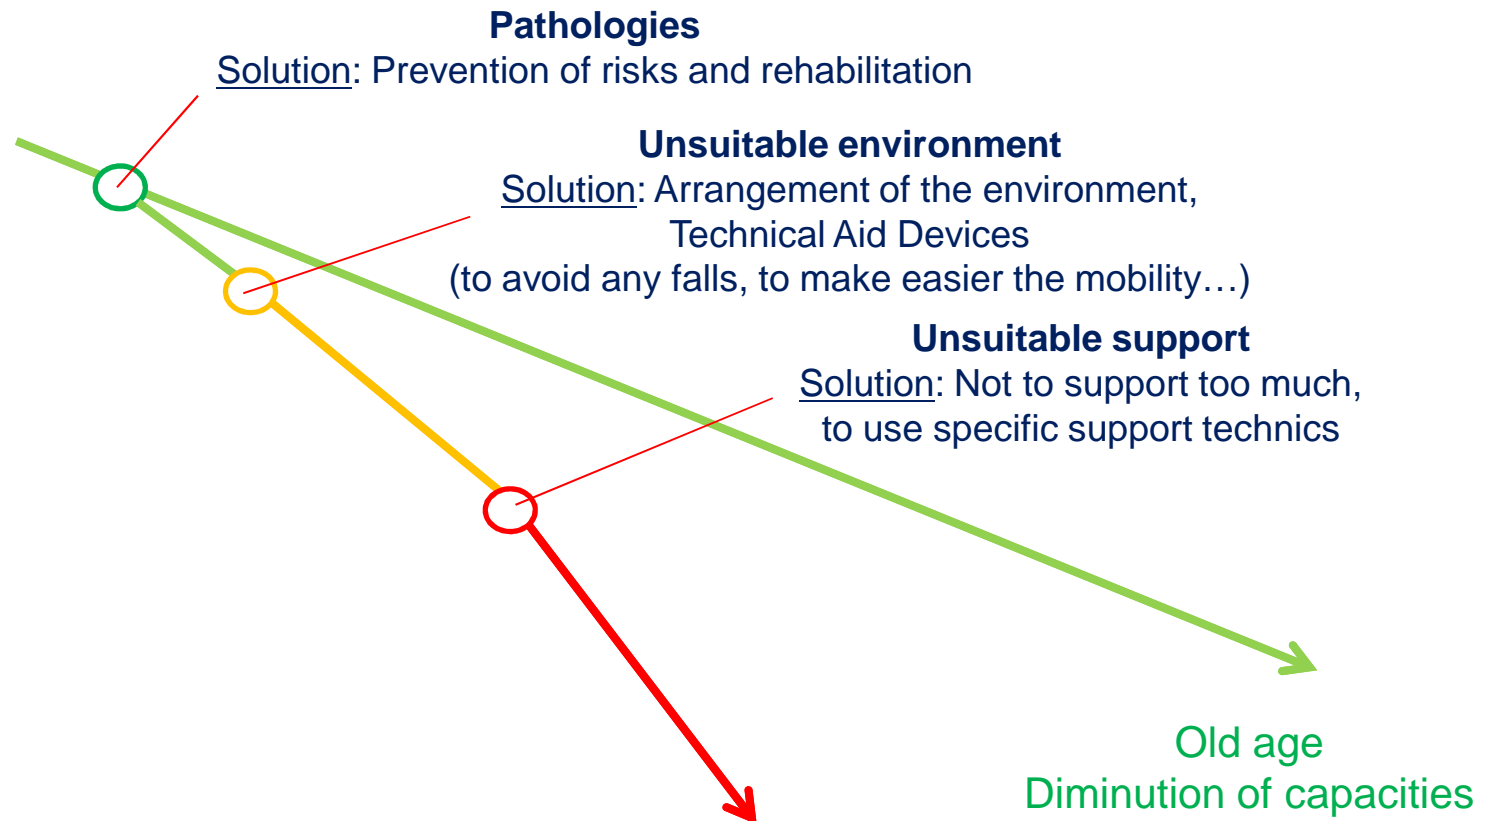 Pathologies
Solution: Prevention of risks and rehabilitation
Unsuitable environment
Solution: Arrangement of the environment,
Technical Aid Devices
(to avoid any falls, to make easier the mobility…)
Unsuitable support
Solution: Not to support too much,
to use specific support technics
Old age
Diminution of capacities